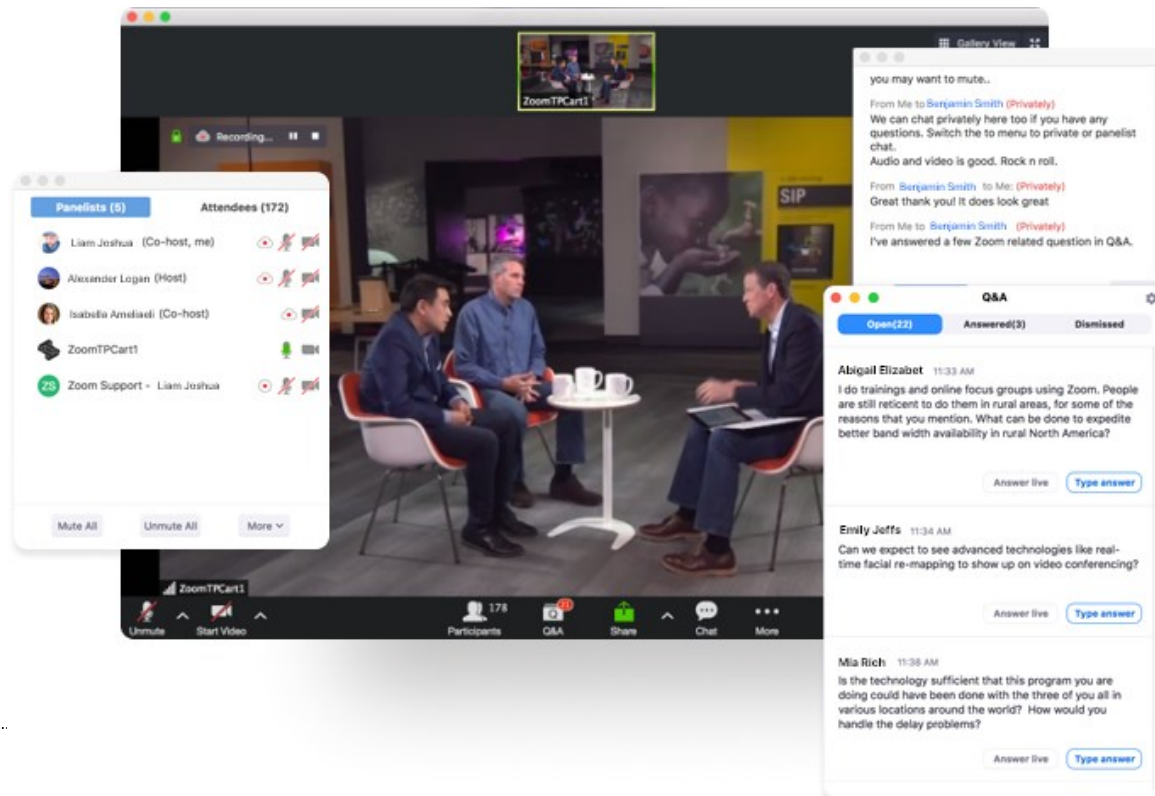 Gallery View
ZoomTPCart1
Recording...
SIP
Panelists (5)
Attendees (172)
Liam Joshua (Co-host, me)
Alexander Logan (Host)
Isabella Ameliaeli (Co-host)
ZoomTPCart1
ZS
Zoom Support - Liam Joshua
Mute All
Unmute All
More
ZoomTPCart1
Unmute
Start Video
178
Participants
21
Q&A
Share
Chat
More
you may want to mute..
From Me to Benjamin Smith (Privately)
We can chat privately here too if you have any
questions. Switch the to menu to private or panelist
chat.
Audio and video is good. Rock n roll.
From Benjamin Smith to Me: (Privately)
Great thank you! It does look great
From Me to Benjamin Smith (Privately)
I've answered a few Zoom related question in Q&A.
Q&A
Open(22)
Answered(3)
Dismissed
Abigail Elizabet 11:33 AM
I do trainings and online focus groups using Zoom. People
are still reticent to do them in rural areas, for some of the
reasons that you mention. What can be done to expedite
better band width availability in rural North America?
Answer live
Type answer
Emily Jeffs 11:34 AM
Can we expect to see advanced technologies like real-
time facial re-mapping to show up on video conferencing?
Answer live
Type answer
Mia Rich 11:38 AM
Is the technology sufficient that this program you are
doing could have been done with the three of you all in
various locations around the world? How would you
handle the delay problems?
Answer live
Type answer
..